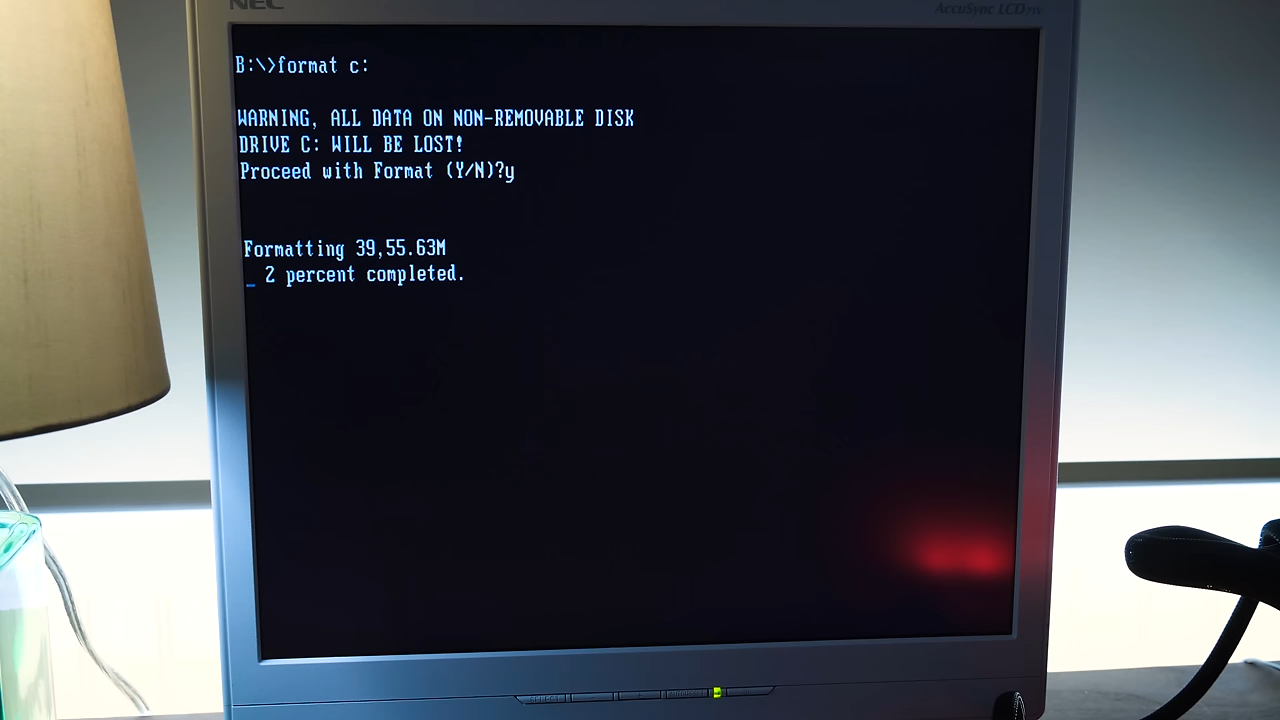 NEC
AccuSync LCD
B:\>format c:
WARNING, ALL DATA ON NON-REMOVABLE DISK
DRIVE C: WILL BE LOST!
Proceed with Format (Y/N)?y
Formatting 39,55.63M
_ 2 percent completed.